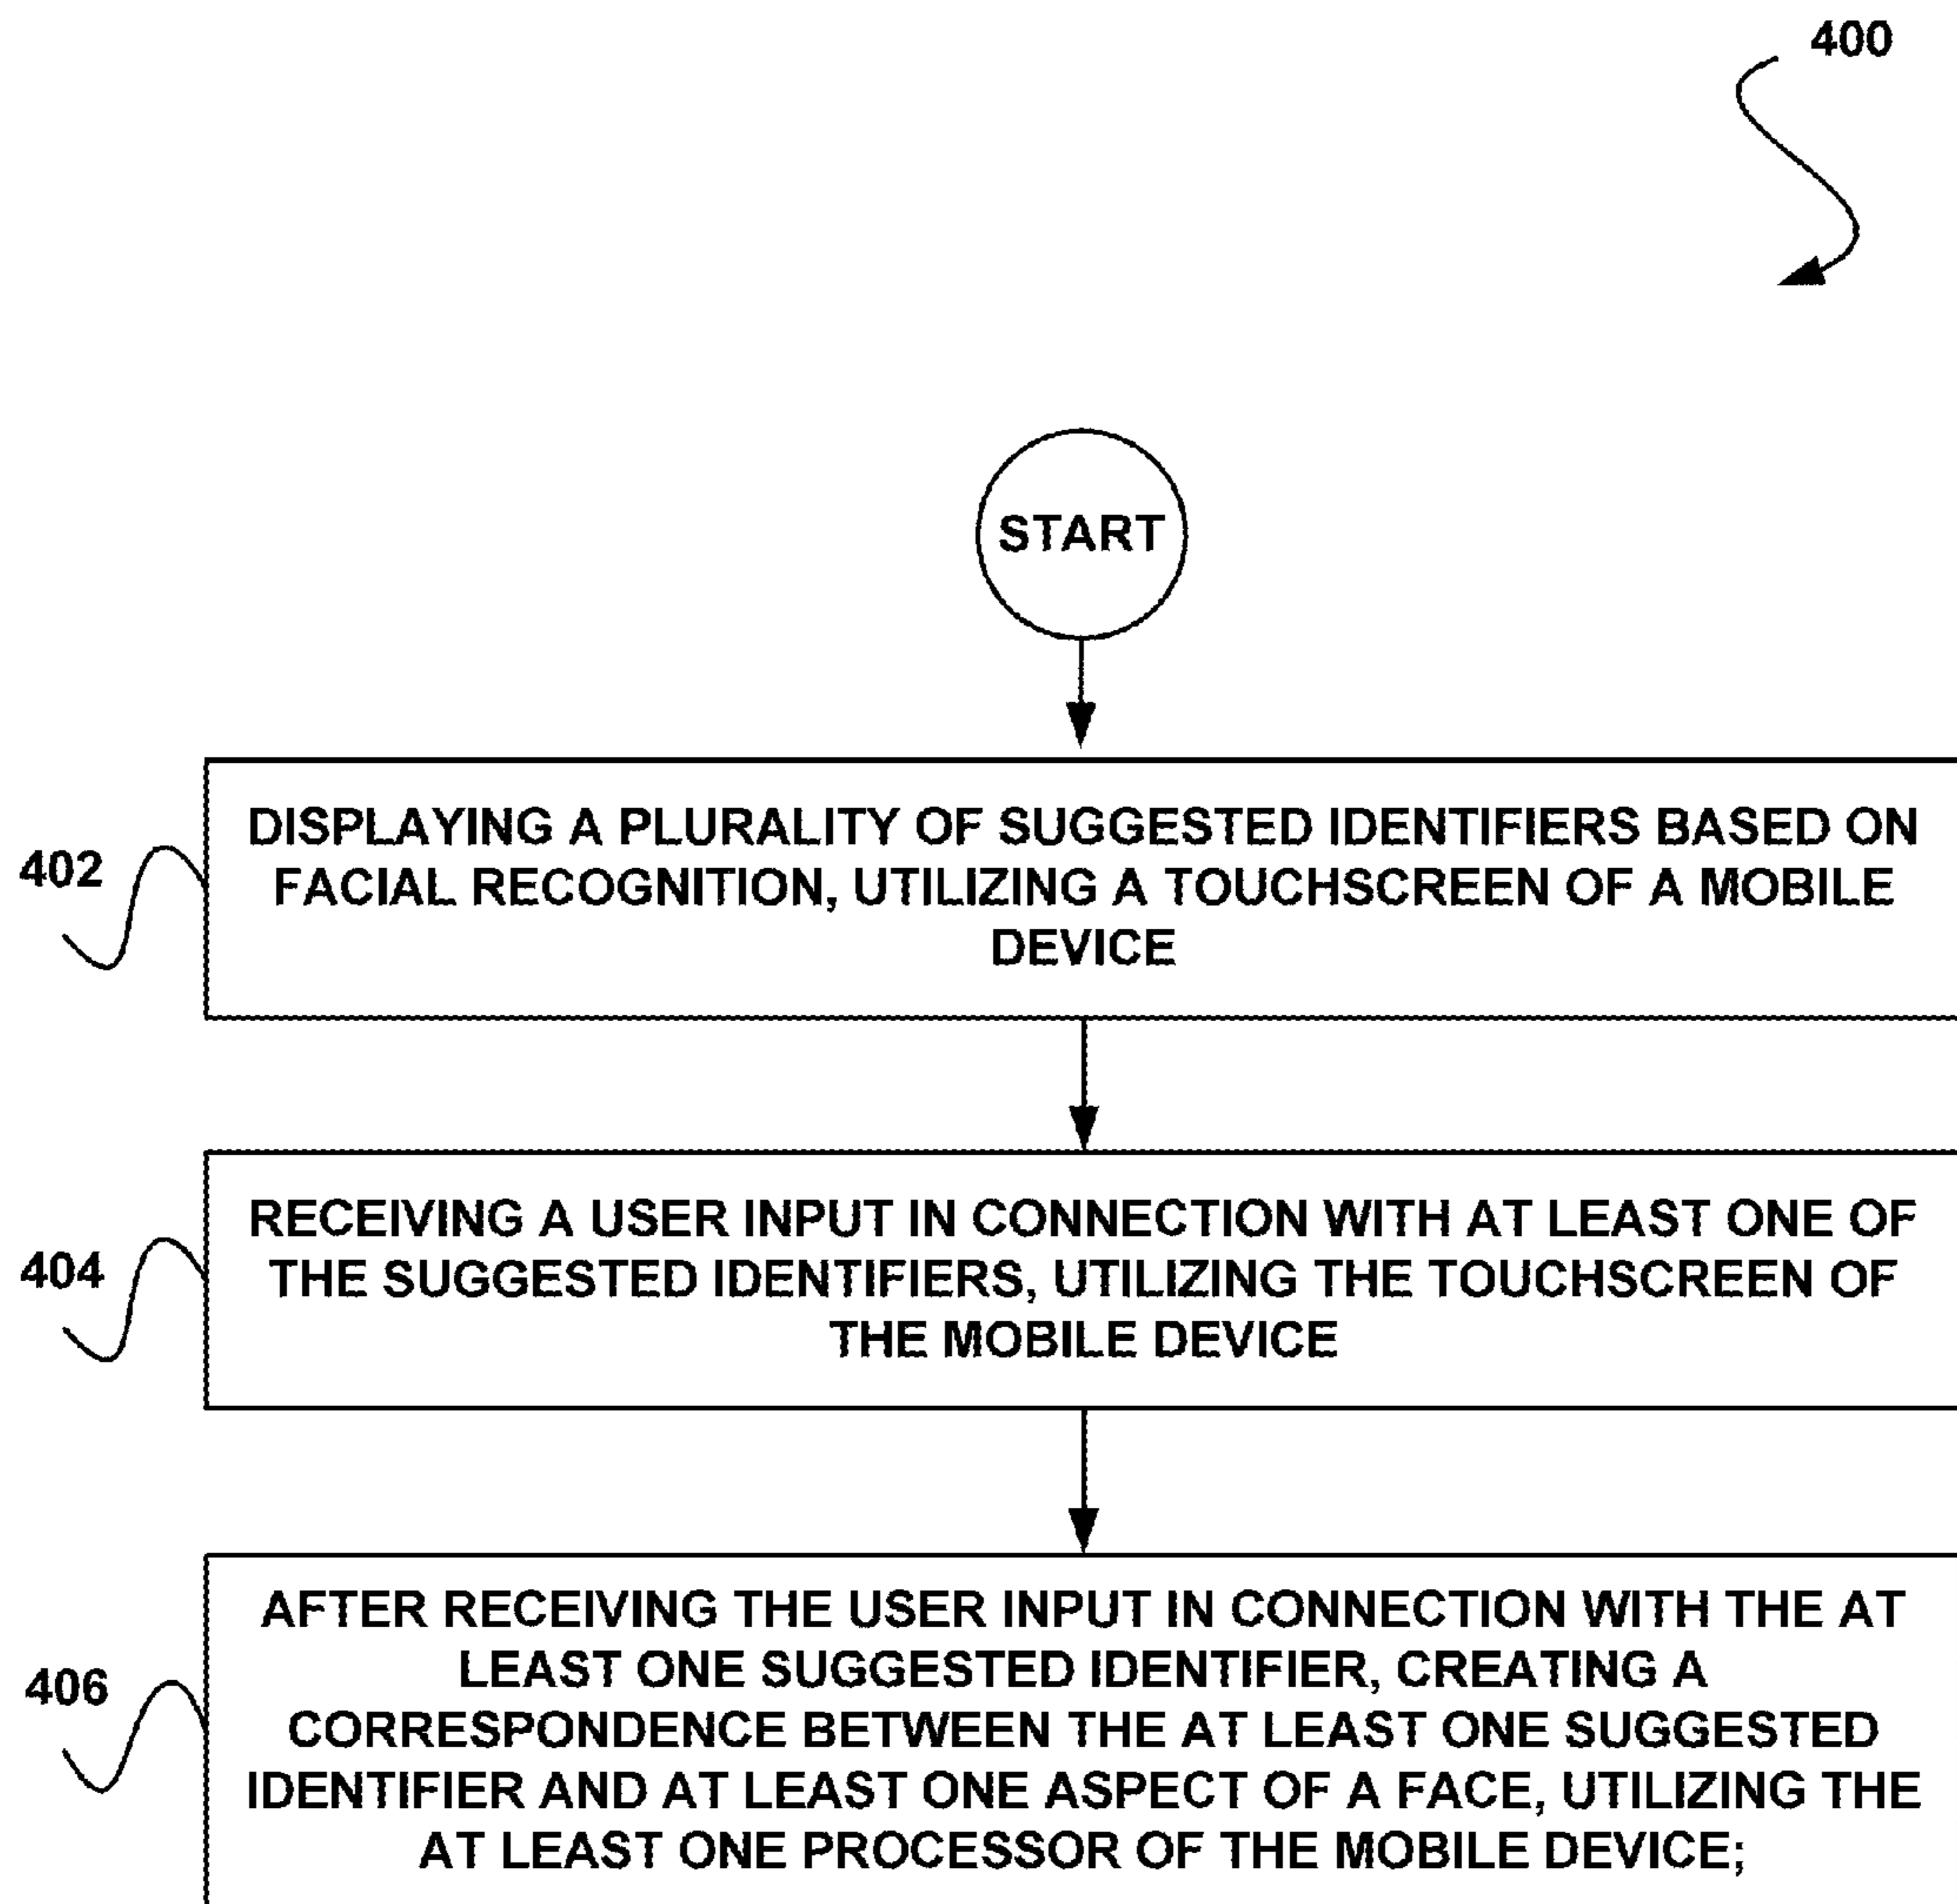 400
START
402
DISPLAYING A PLURALITY OF SUGGESTED IDENTIFIERS BASED ON
FACIAL RECOGNITION, UTILIZING A TOUCHSCREEN OF A MOBILE
DEVICE
404
RECEIVING A USER INPUT IN CONNECTION WITH AT LEAST ONE OF
THE SUGGESTED IDENTIFIERS, UTILIZING THE TOUCHSCREEN OF
THE MOBILE DEVICE
406
AFTER RECEIVING THE USER INPUT IN CONNECTION WITH THE AT
LEAST ONE SUGGESTED IDENTIFIER, CREATING A
CORRESPONDENCE BETWEEN THE AT LEAST ONE SUGGESTED
IDENTIFIER AND AT LEAST ONE ASPECT OF A FACE, UTILIZING THE
AT LEAST ONE PROCESSOR OF THE MOBILE DEVICE;